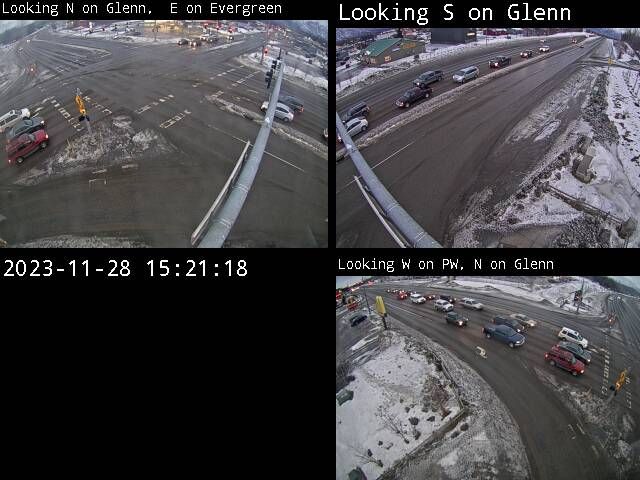 Looking N on Glenn,  E on Evergreen
Looking S on Glenn
2023-11-28 15:21:18
Looking W on PW, N on Glenn